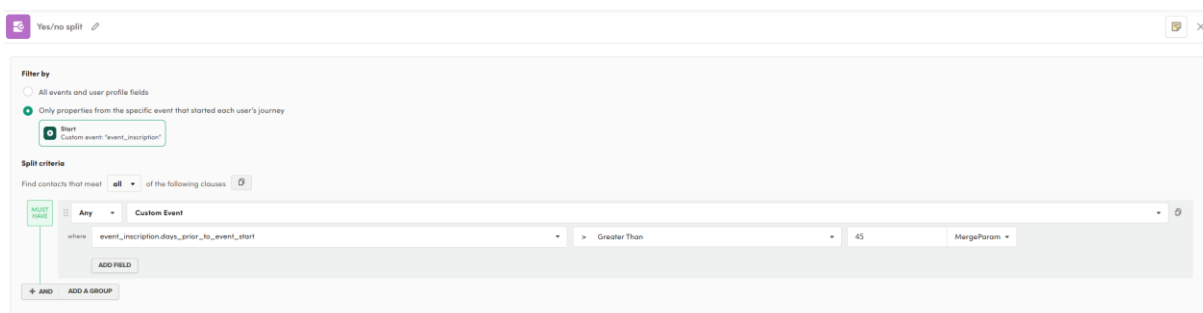 Yes/no split
Filter by
All events and user profile fields
Only properties from the specific event that started each user's journey
Start
Custom event: "event_inscription"
Split criteria
Find contacts that meet all of the following clauses
MUST HAVE
Any Custom Event
where event_inscription.days_prior_to_event_start > Greater Than 45 MergeParam
ADD FIELD
+ AND ADD A GROUP